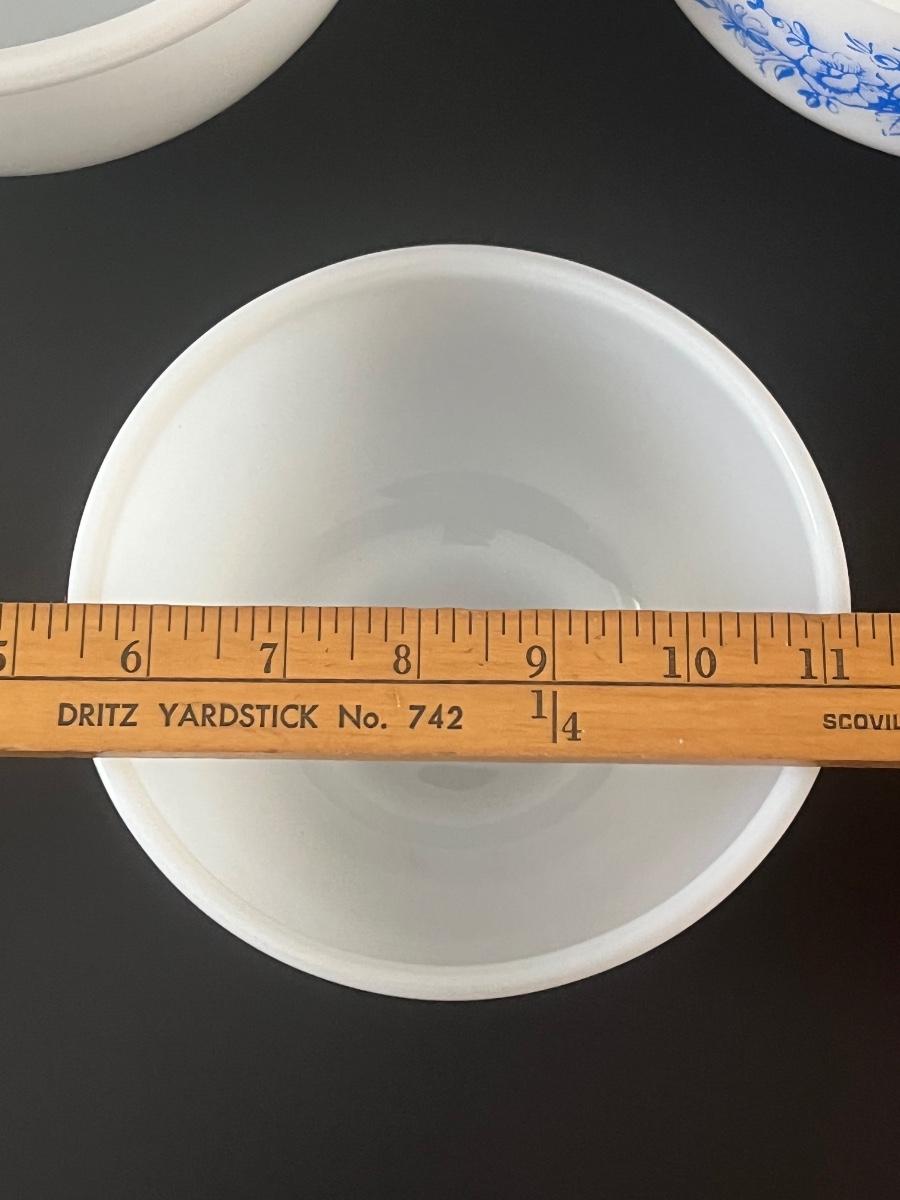 5 6 7 8 9 10 11
DRITZ YARDSTICK No. 742 1/4 SCOVIL